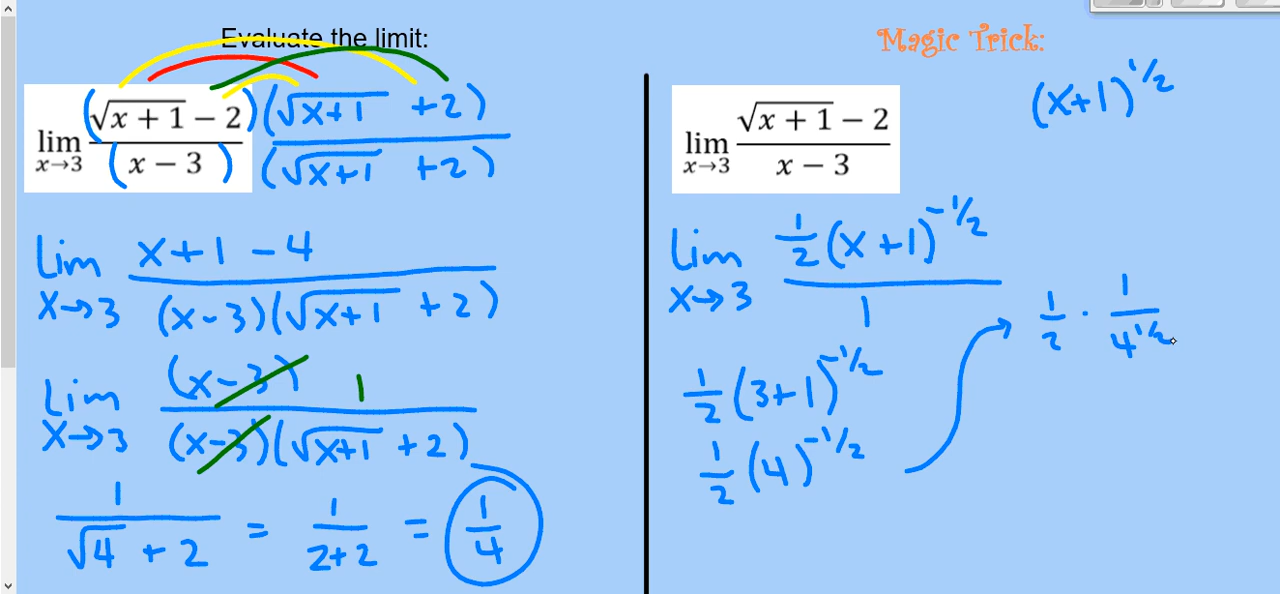 Evaluate the limit:
lim x→3 (√(x + 1) − 2)(√(x+1) + 2) / (x − 3)(√(x+1) + 2)
Lim x→3 x+1−4 / (x−3)(√(x+1) + 2)
Lim x→3 (x−3) 1 / (x−3)(√(x+1) + 2)
1 / (√4 + 2) = 1 / (2+2) = 1/4
Magic Trick:
(x+1)^1/2
lim x→3 (√(x + 1) − 2) / (x − 3)
Lim x→3 1/2 (x+1)^−1/2 / 1
1/2 (3+1)^−1/2
1/2 (4)^−1/2
1/2 · 1 / 4^1/2